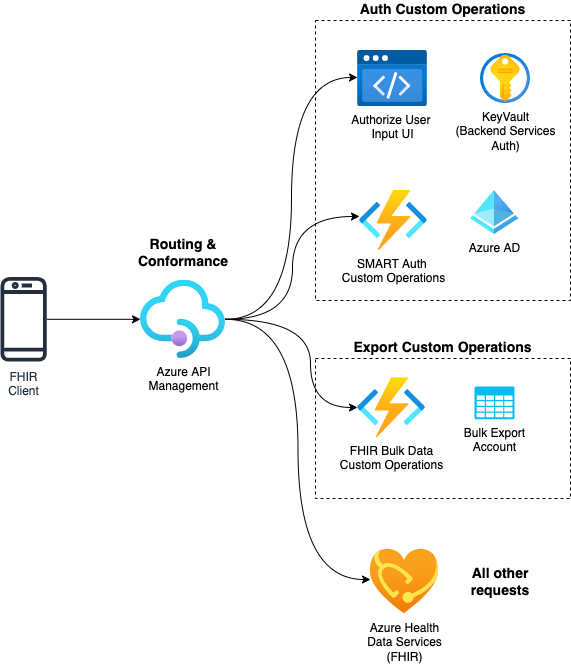 Auth Custom Operations
Authorize User
Input UI
KeyVault
(Backend Services
Auth)
SMART Auth
Custom Operations
Azure AD
Routing &
Conformance
FHIR
Client
Azure API
Management
Export Custom Operations
FHIR Bulk Data
Custom Operations
Bulk Export
Account
Azure Health
Data Services
(FHIR)
All other
requests